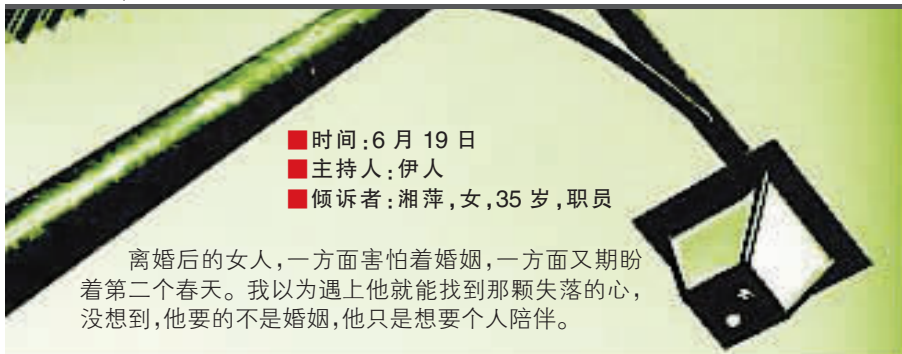 ■时间:6月19日
■主持人:伊人
■倾诉者:湘萍,女,35岁,职员
离婚后的女人,一方面害怕着婚姻,一方面又期盼
着第二个春天。我以为遇上他就能找到那颗失落的心,
没想到,他要的不是婚姻,他只是想要个人陪伴。